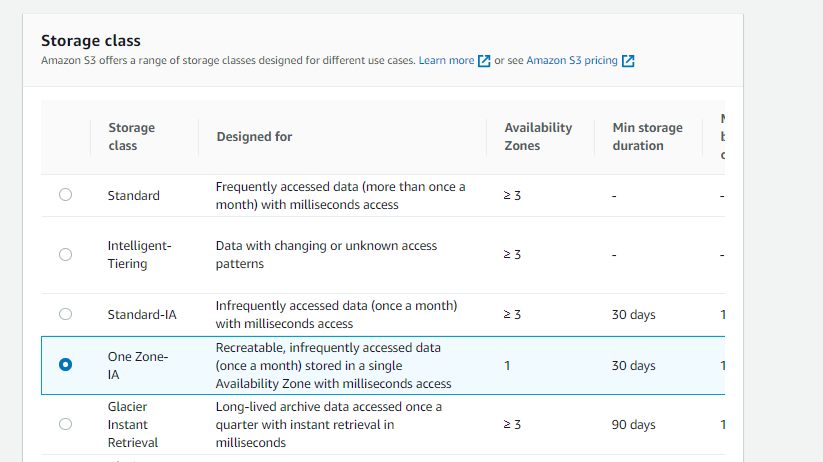 Storage class
Amazon S3 offers a range of storage classes designed for different use cases. Learn more or see Amazon S3 pricing
Storage class
Designed for
Availability Zones
Min storage duration
Standard
Frequently accessed data (more than once a
month) with milliseconds access
≥ 3
-
-
Intelligent-
Tiering
Data with changing or unknown access
patterns
≥ 3
-
-
Standard-IA
Infrequently accessed data (once a month)
with milliseconds access
≥ 3
30 days
1
One Zone-
IA
Recreatable, infrequently accessed data
(once a month) stored in a single
Availability Zone with milliseconds access
1
30 days
1
Glacier
Instant
Retrieval
Long-lived archive data accessed once a
quarter with instant retrieval in
milliseconds
≥ 3
90 days
1